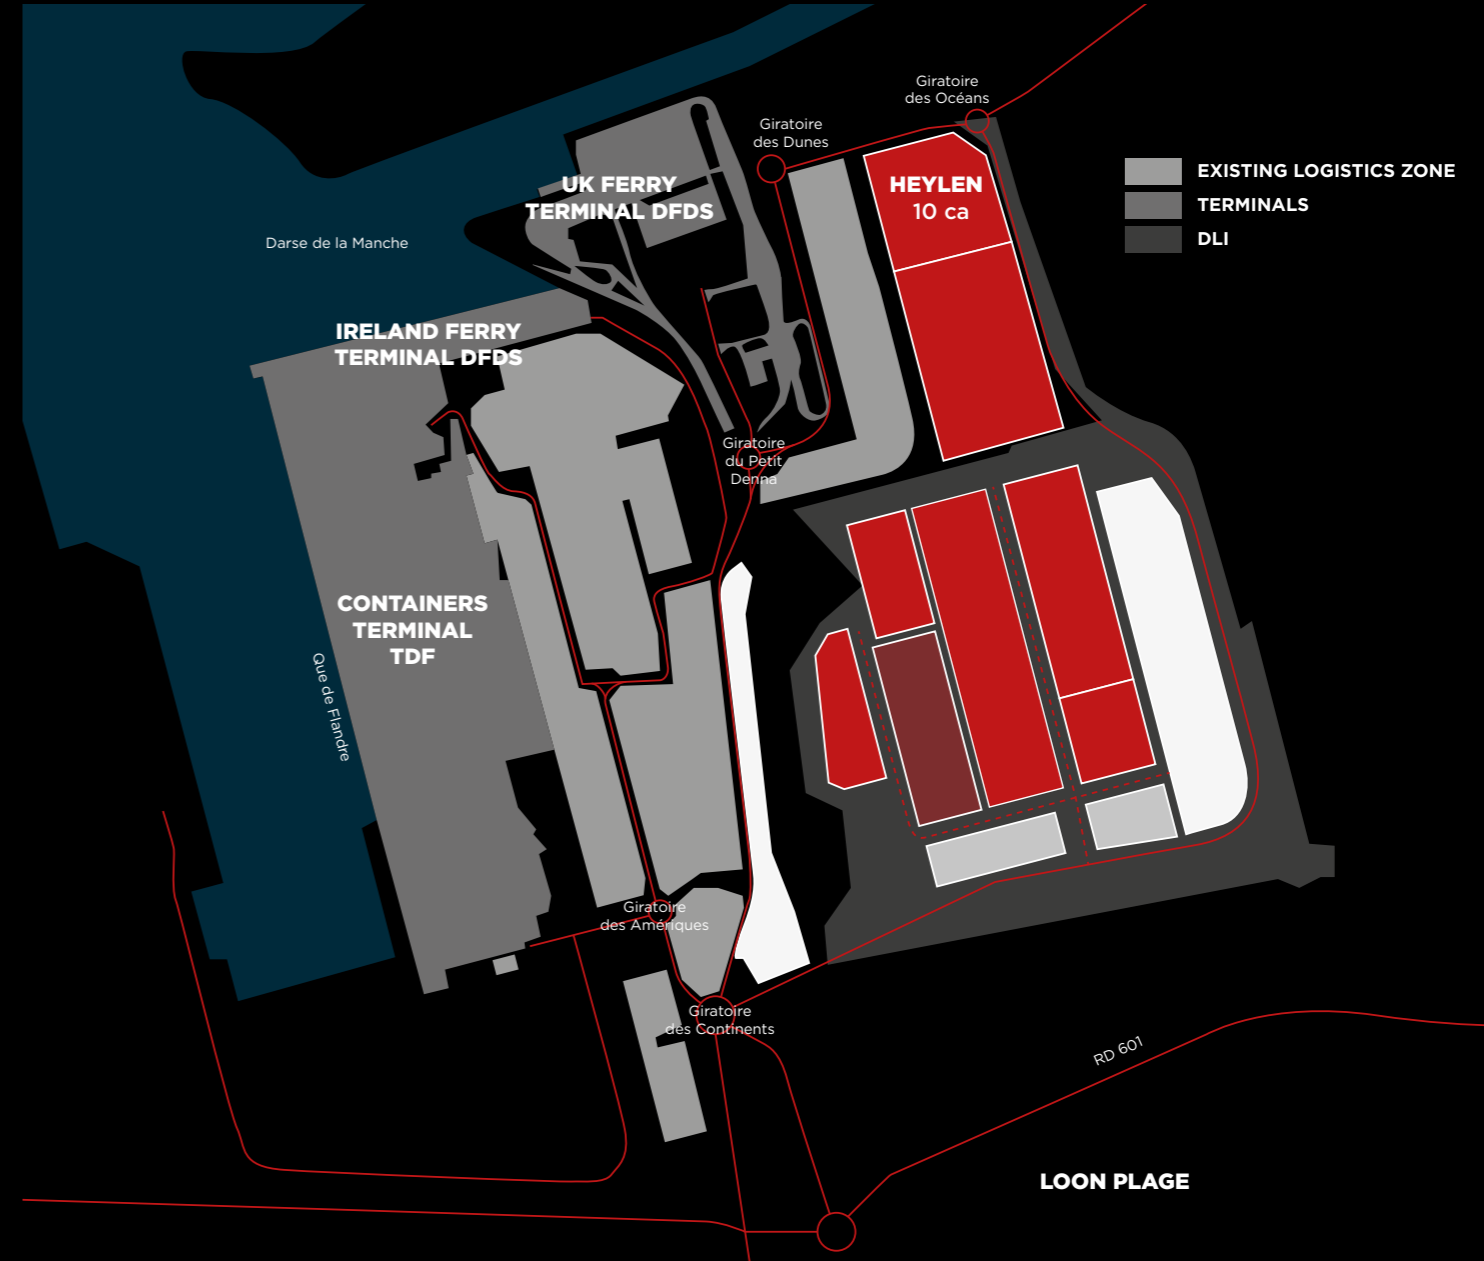 Giratoire
des Océans
Giratoire
des Dunes
EXISTING LOGISTICS ZONE
TERMINALS
DLI
UK FERRY
TERMINAL DFDS
HEYLEN
10 ca
Darse de la Manche
IRELAND FERRY
TERMINAL DFDS
Giratoire
du Petit
Denna
CONTAINERS
TERMINAL
TDF
Que de Flandre
Giratoire
des Amériques
Giratoire
des Continents
RD 601
LOON PLAGE